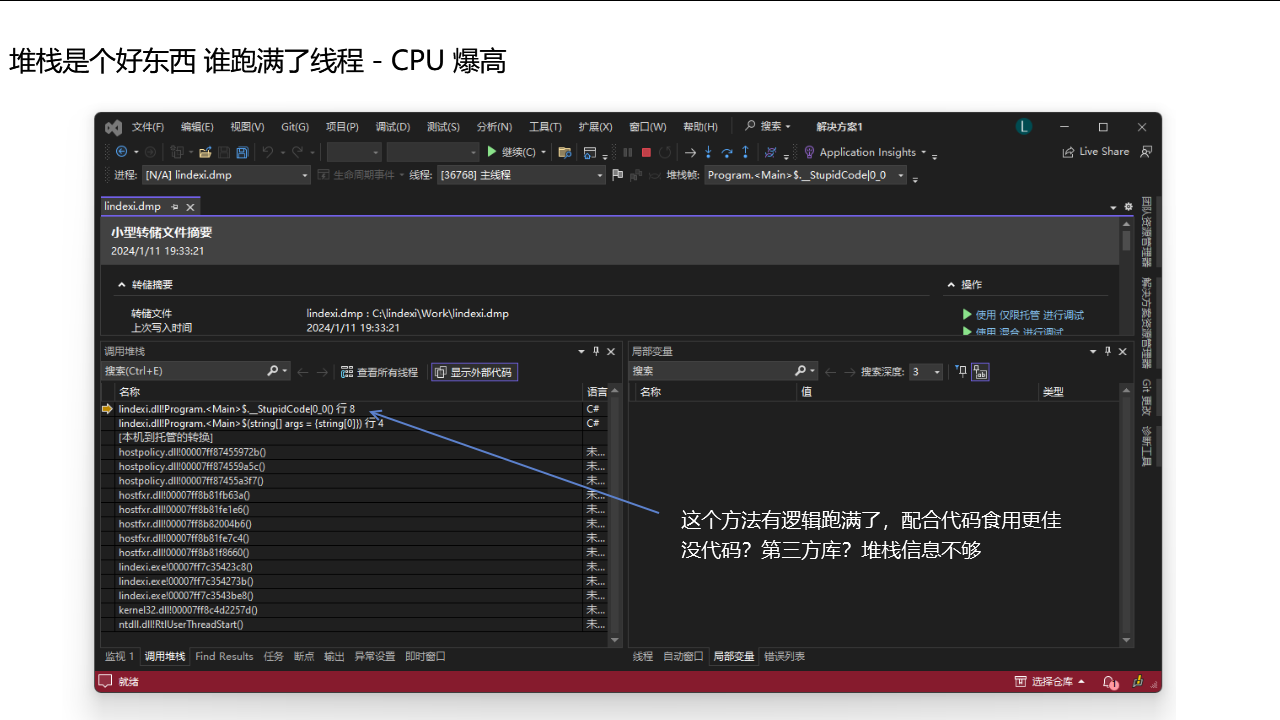 堆栈是个好东西 谁跑满了线程 - CPU 爆高
文件(F) 编辑(E) 视图(V) Git(G) 项目(P) 调试(D) 测试(S) 分析(N) 工具(T) 扩展(X) 窗口(W) 帮助(H) 搜索 解决方案1 L
继续(C) Application Insights Live Share
进程: [N/A] lindexi.dmp 生命周期事件 线程: [36768] 主线程 堆栈帧: Program.<Main>$.__StupidCode|0_0
lindexi.dmp
小型转储文件摘要
2024/1/11 19:33:21
转储摘要 操作
转储文件 lindexi.dmp : C:\lindexi\Work\lindexi.dmp 使用 仅限托管 进行调试
上次写入时间 2024/1/11 19:33:21 使用 混合 进行调试
团队资源管理器
解决方案资源管理器
Git 更改
诊断工具
调用堆栈
搜索(Ctrl+E) 查看所有线程 显示外部代码
名称 语言
lindexi.dll!Program.<Main>$.__StupidCode|0_0() 行 8 C#
lindexi.dll!Program.<Main>$(string[] args = {string[0]}) 行 4 C#
[本机到托管的转换]
hostpolicy.dll!00007ff87455972b() 未...
hostpolicy.dll!00007ff874559a5c() 未...
hostpolicy.dll!00007ff87455a3f7() 未...
hostfxr.dll!00007ff8b81fb63a() 未...
hostfxr.dll!00007ff8b81fe1e6() 未...
hostfxr.dll!00007ff8b82004b6() 未...
hostfxr.dll!00007ff8b81fe7c4() 未...
hostfxr.dll!00007ff8b81f8660() 未...
lindexi.exe!00007ff7c35423c8() 未...
lindexi.exe!00007ff7c354273b() 未...
lindexi.exe!00007ff7c3543be8() 未...
kernel32.dll!00007ff8c4d2257d() 未...
ntdll.dll!RtlUserThreadStart() 未...
局部变量
搜索 搜索深度: 3
名称 值 类型
这个方法有逻辑跑满了，配合代码食用更佳
没代码？第三方库？堆栈信息不够
监视 1 调用堆栈 Find Results 任务 断点 输出 异常设置 即时窗口
线程 自动窗口 局部变量 错误列表
就绪 选择仓库 1